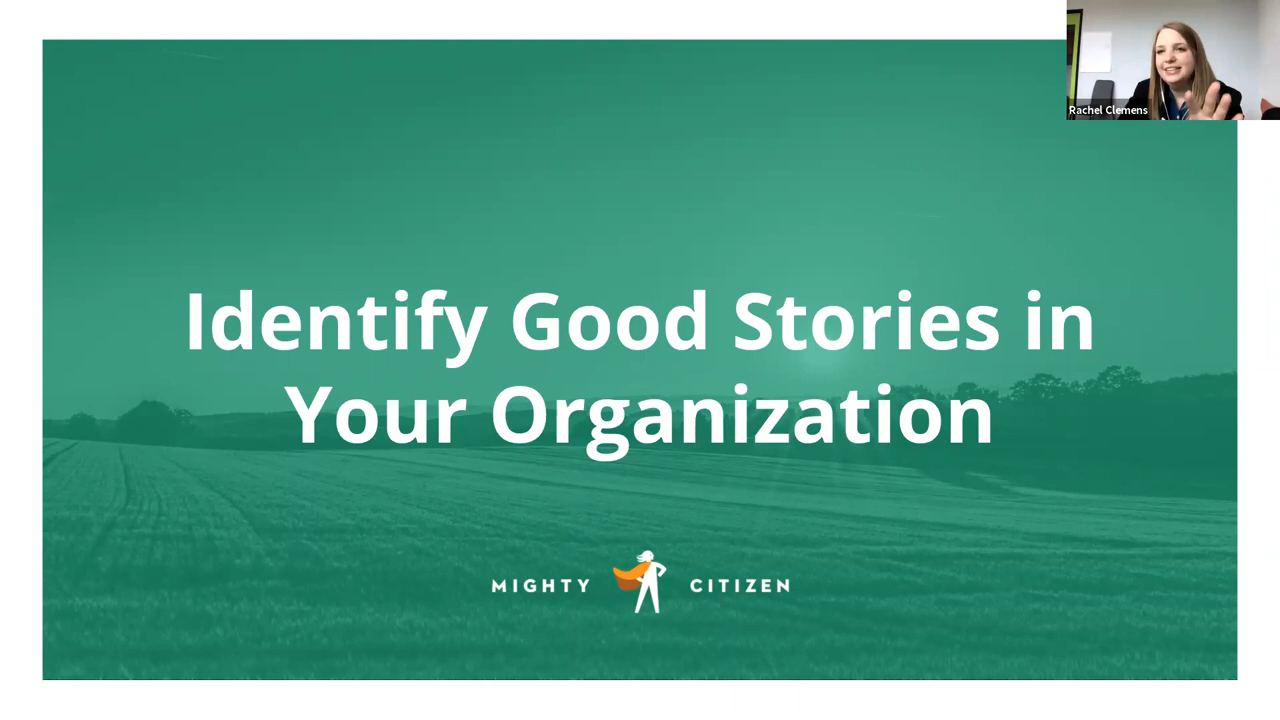 Rachel Clemens
Identify Good Stories in
Your Organization
MIGHTY CITIZEN